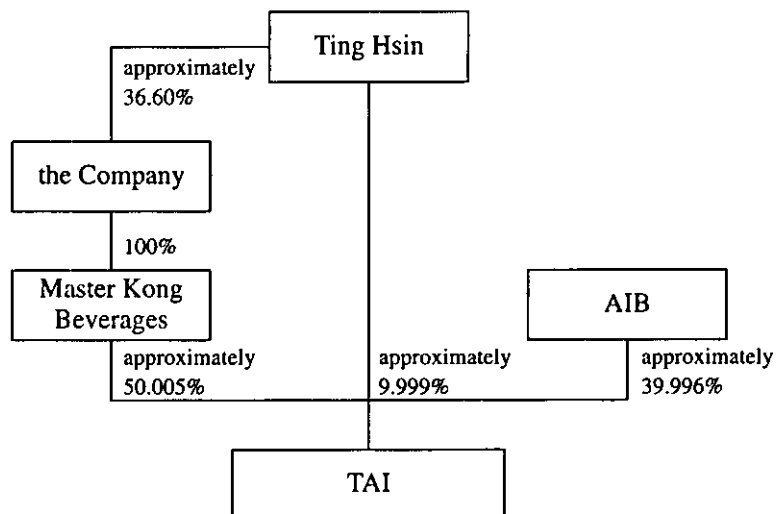 Ting Hsin
approximately
36.60%
the Company
100%
Master Kong
Beverages
AIB
approximately
50.005%
approximately
9.999%
approximately
39.996%
TAI